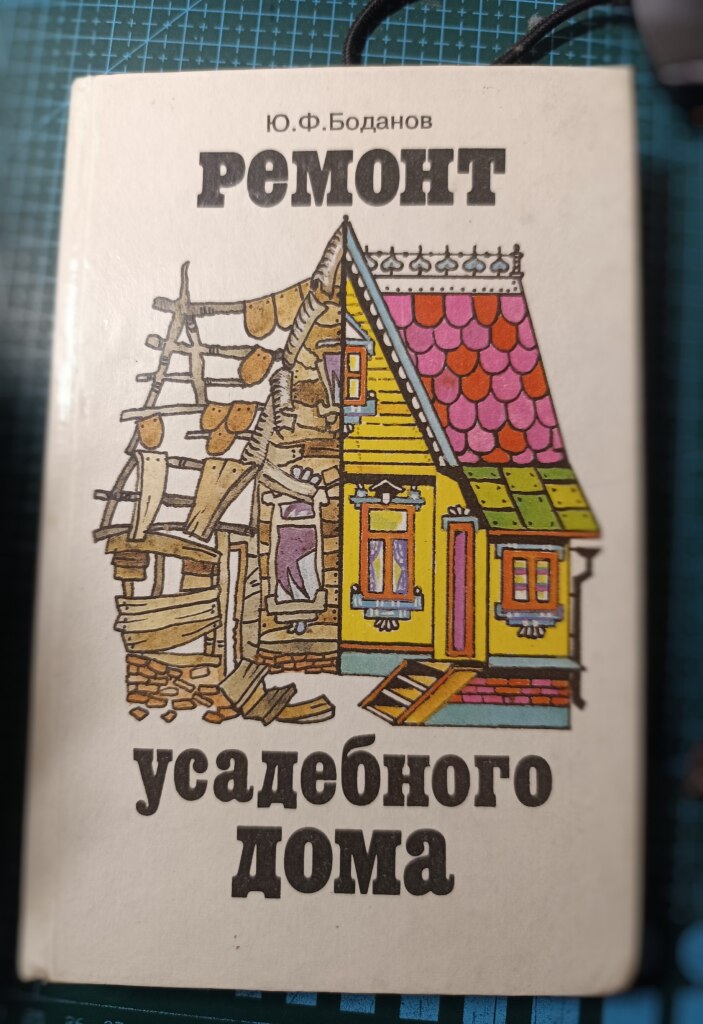 Ю.Ф.Боданов
Ремонт
усадебного
дома